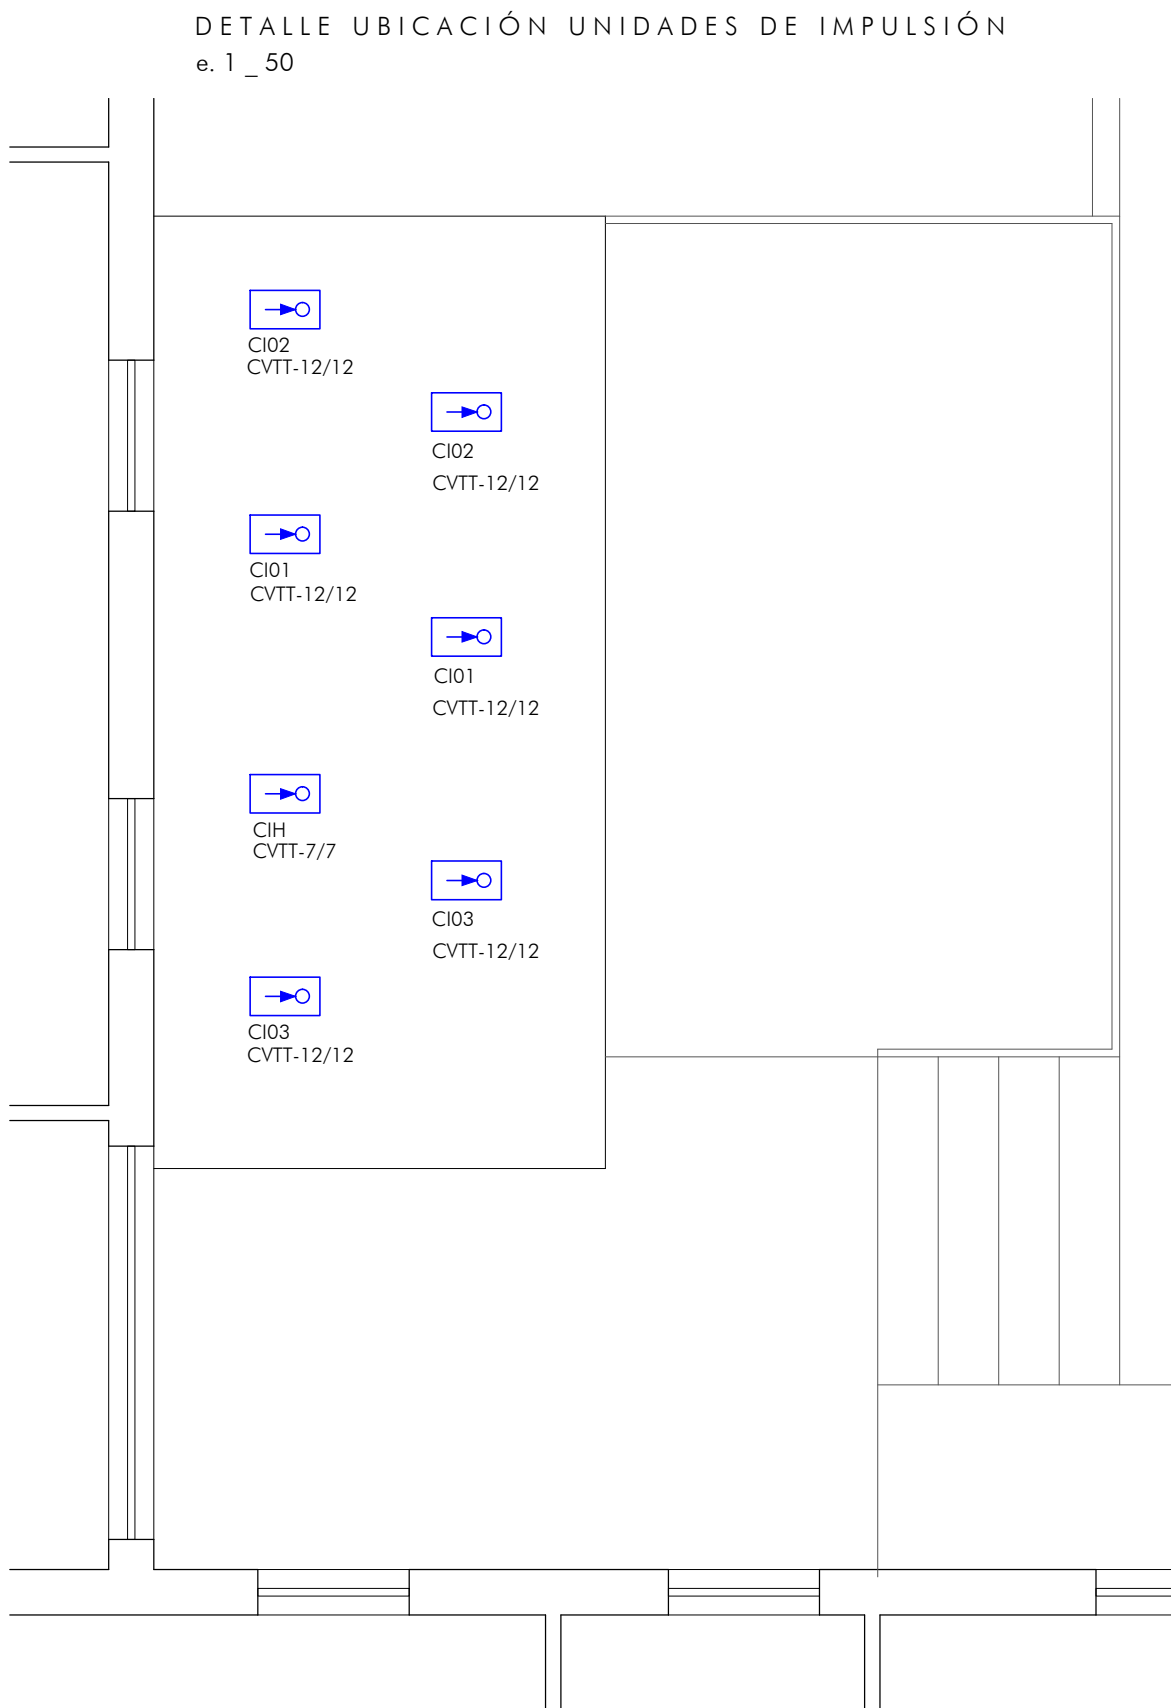 DETALLE UBICACIÓN UNIDADES DE IMPULSIÓN
e. 1 _ 50
CI02
CVTT-12/12
CI02
CVTT-12/12
CI01
CVTT-12/12
CI01
CVTT-12/12
CIH
CVTT-7/7
CI03
CVTT-12/12
CI03
CVTT-12/12